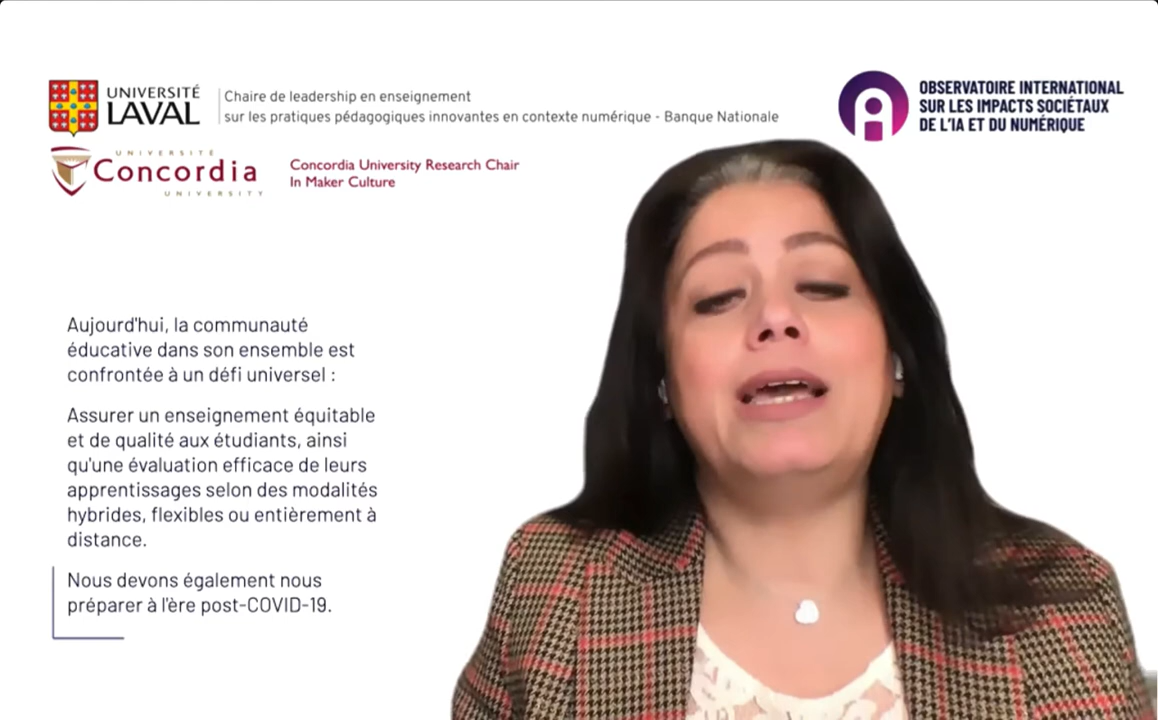 UNIVERSITÉ
LAVAL
Chaire de leadership en enseignement
sur les pratiques pédagogiques innovantes en contexte numérique - Banque Nationale
OBSERVATOIRE INTERNATIONAL
SUR LES IMPACTS SOCIÉTAUX
DE L'IA ET DU NUMÉRIQUE
UNIVERSITÉ
Concordia
UNIVERSITY
Concordia University Research Chair
In Maker Culture
Aujourd'hui, la communauté
éducative dans son ensemble est
confrontée à un défi universel :
Assurer un enseignement équitable
et de qualité aux étudiants, ainsi
qu'une évaluation efficace de leurs
apprentissages selon des modalités
hybrides, flexibles ou entièrement à
distance.
Nous devons également nous
préparer à l'ère post-COVID-19.